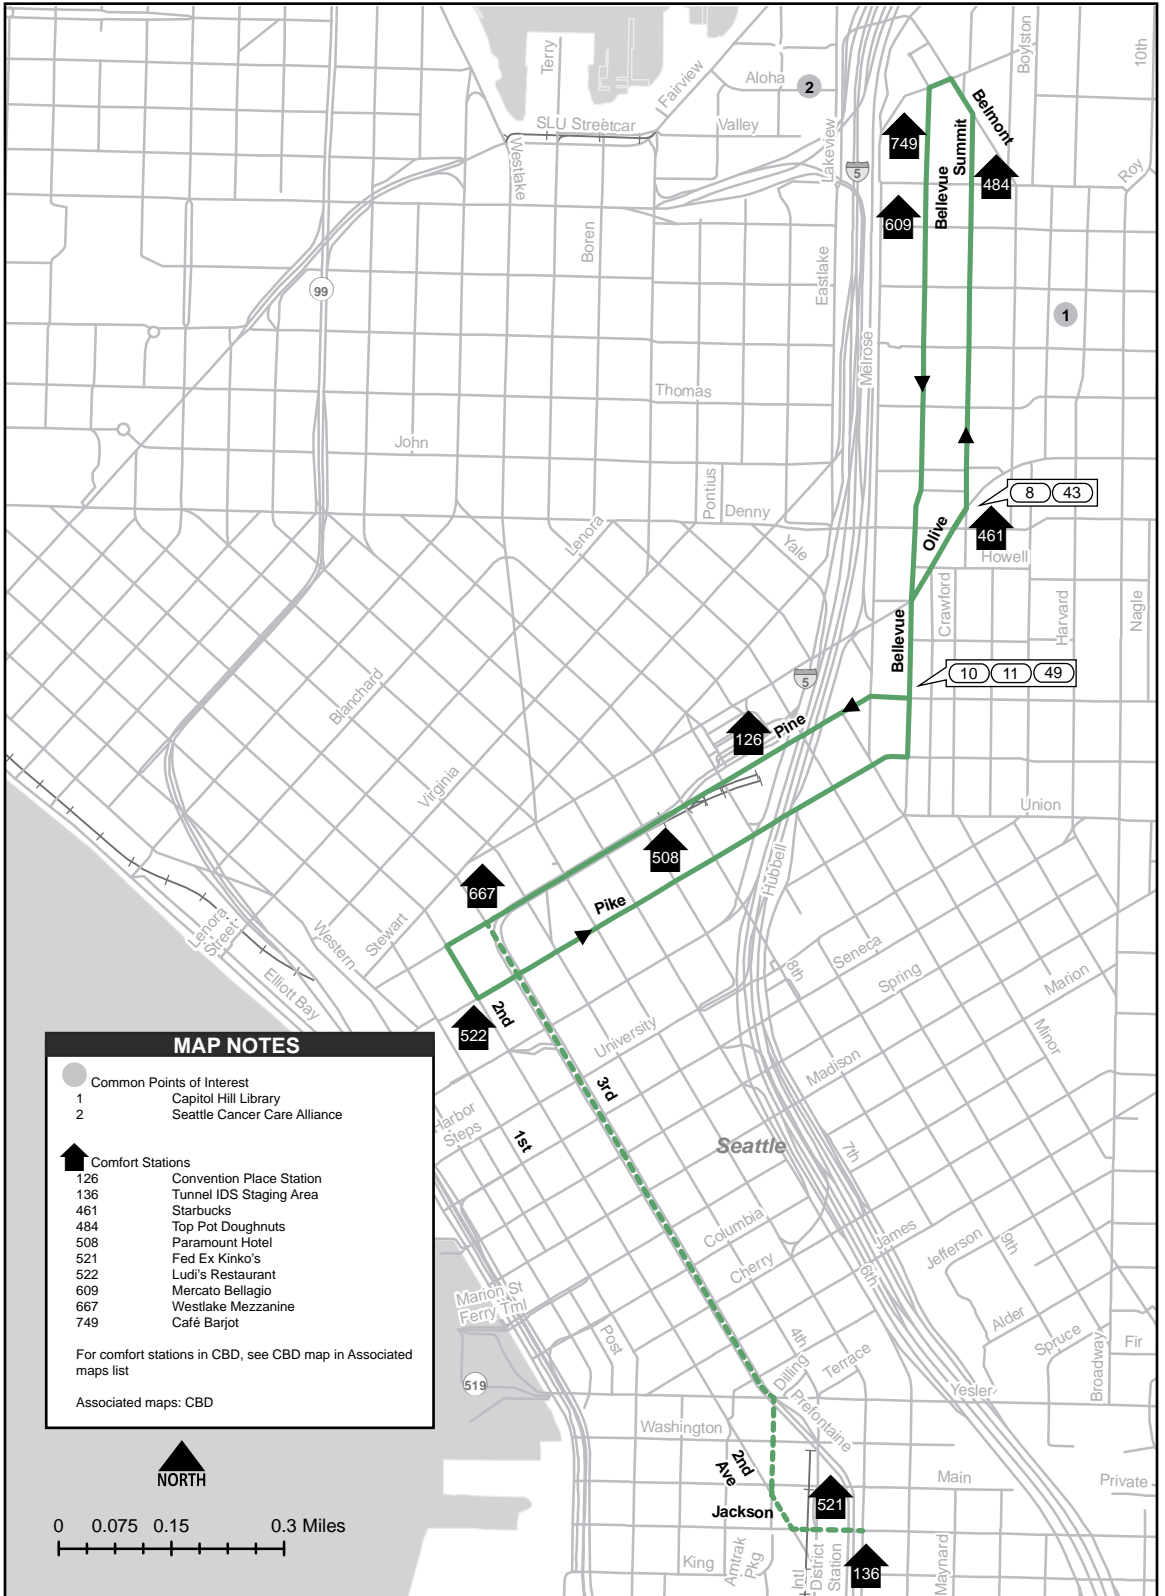 Terry
Fairview
Aloha
2
Boylston
10th
SLU Streetcar
Valley
Westlake
Lakeview
5
749
Belmont
Summit
Bellevue
484
Roy
609
Boren
Eastlake
99
1
Melrose
Thomas
John
Pontius
Denny
8 43
Lenora
Yale
Olive
461
Howell
Crawford
Harvard
Nagle
Bellevue
10 11 49
5
Blanchard
126
Pine
Virginia
Union
508
Hubbell
667
Pike
Lenora
Street
Western
Stewart
Elliott Bay
8th
Seneca
Spring
Marion
2nd
522
University
Minor
Madison
3rd
Harbor
Steps
1st
Seattle
7th
MAP NOTES
Common Points of Interest
1 Capitol Hill Library
2 Seattle Cancer Care Alliance
Comfort Stations
126 Convention Place Station
136 Tunnel IDS Staging Area
461 Starbucks
484 Top Pot Doughnuts
508 Paramount Hotel
521 Fed Ex Kinko's
522 Ludi's Restaurant
609 Mercato Bellagio
667 Westlake Mezzanine
749 Café Barjot
For comfort stations in CBD, see CBD map in Associated
maps list
Associated maps: CBD
Columbia
James
Jefferson
9th
Cherry
6th
Marion St
Ferry Tml
Alder
Spruce
Fir
Post
4th
Dilling
Terrace
Broadway
519
Yesler
Prefontaine
Washington
2nd
Ave
Main
Private
NORTH
521
Jackson
0 0.075 0.15 0.3 Miles
King
Amtrak
Pkg
Intl
District
Station
136
Maynard